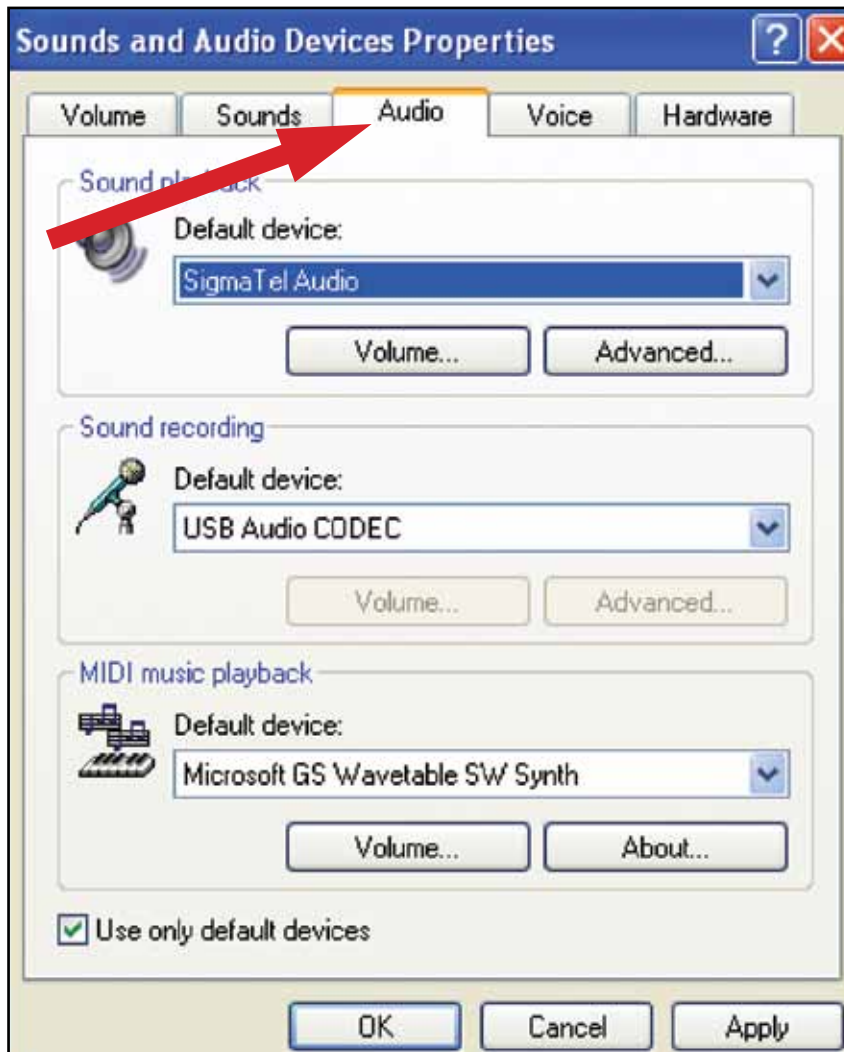 Sounds and Audio Devices Properties ?
Volume Sounds Audio Voice Hardware
Sound playback
Default device:
SigmaTel Audio
Volume... Advanced...
Sound recording
Default device:
USB Audio CODEC
Volume... Advanced...
MIDI music playback
Default device:
Microsoft GS Wavetable SW Synth
Volume... About...
Use only default devices
OK Cancel Apply